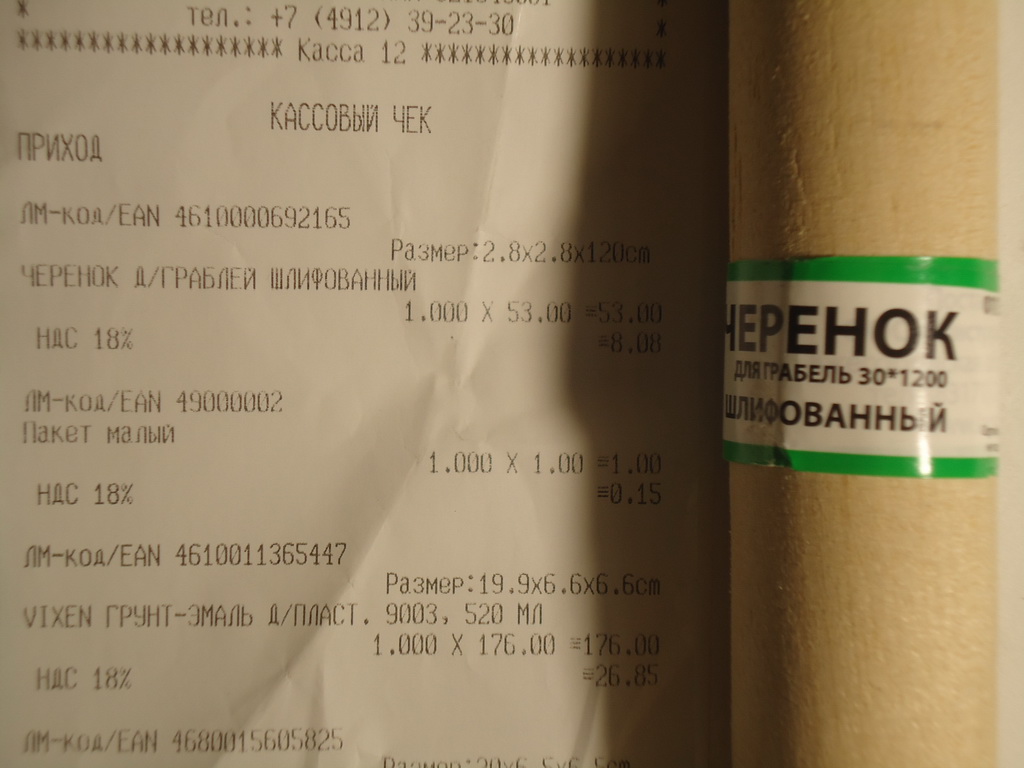 тел.: +7 (4912) 39-23-30 *
****************** Касса 12 ******************
КАССОВЫЙ ЧЕК
ПРИХОД
ЛМ-код/EAN 4610000692165
Размер:2.8x2.8x120cm
ЧЕРЕНОК Д/ГРАБЛЕЙ ШЛИФОВАННЫЙ
1.000 X 53.00 =53.00
НДС 18% =8.08
ЛМ-код/EAN 49000002
Пакет малый
1.000 X 1.00 =1.00
НДС 18% =0.15
ЛМ-код/EAN 4610011365447
Размер:19.9x6.6x6.6cm
VIXEN ГРУНТ-ЭМАЛЬ Д/ПЛАСТ. 9003, 520 МЛ
1.000 X 176.00 =176.00
НДС 18% =26.85
ЛМ-код/EAN 4680015605825
Размер:20x6.5x6.5cm
ЧЕРЕНОК
ДЛЯ ГРАБЕЛЬ 30*1200
ШЛИФОВАННЫЙ